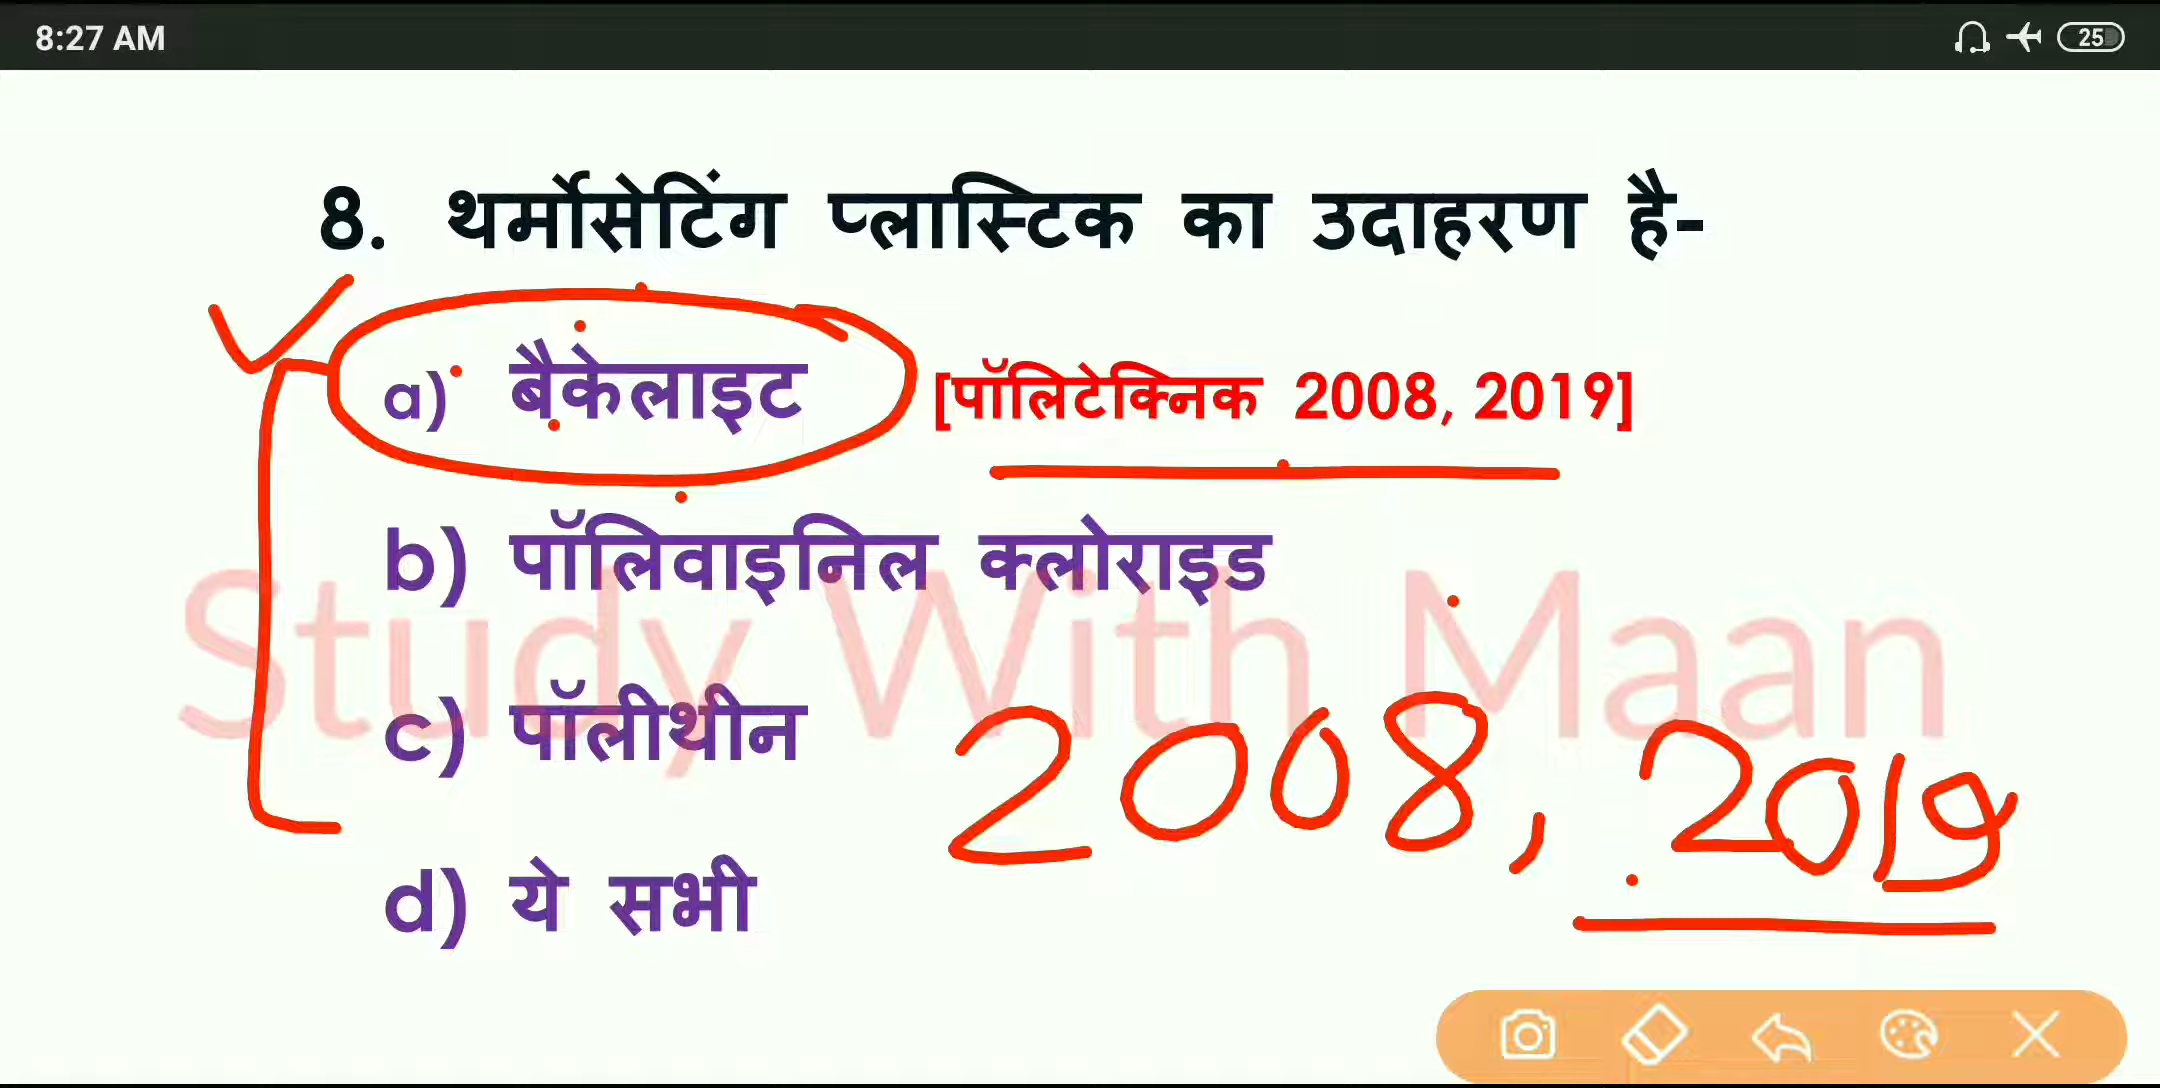 8:27 AM
25
8. थर्मोसेटिंग प्लास्टिक का उदाहरण है-
a) बैकेलाइट [पॉलिटेक्निक 2008, 2019]
b) पॉलिवाइनिल क्लोराइड
Study With Maan
c) पॉलीथीन
2008, 2019
d) ये सभी